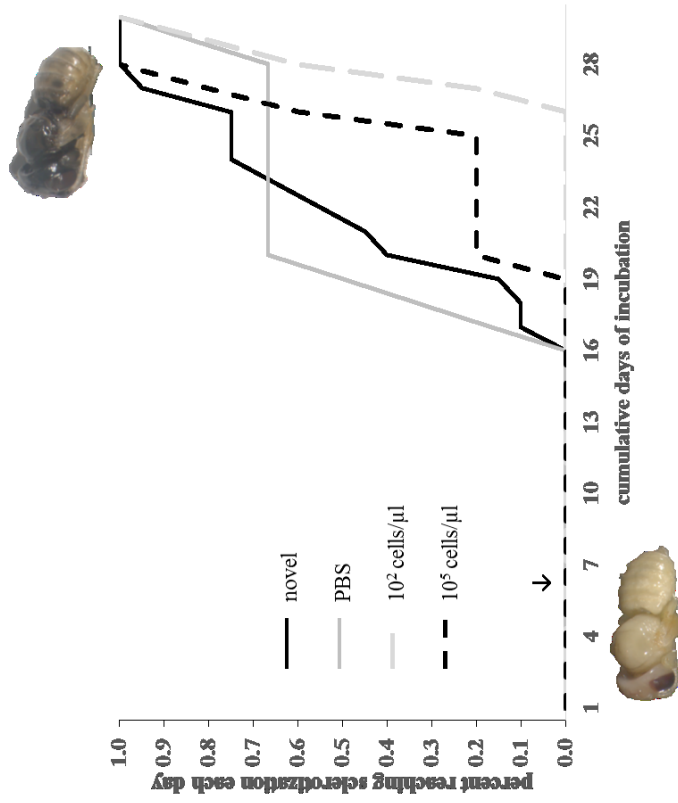 1.0
0.9
0.8
0.7
0.6
0.5
0.4
0.3
0.2
0.1
0.0
percent reaching sclerotization each day
novel
PBS
10² cells/µl
10⁵ cells/µl
1 4 7 10 13 16 19 22 25 28
cumulative days of incubation